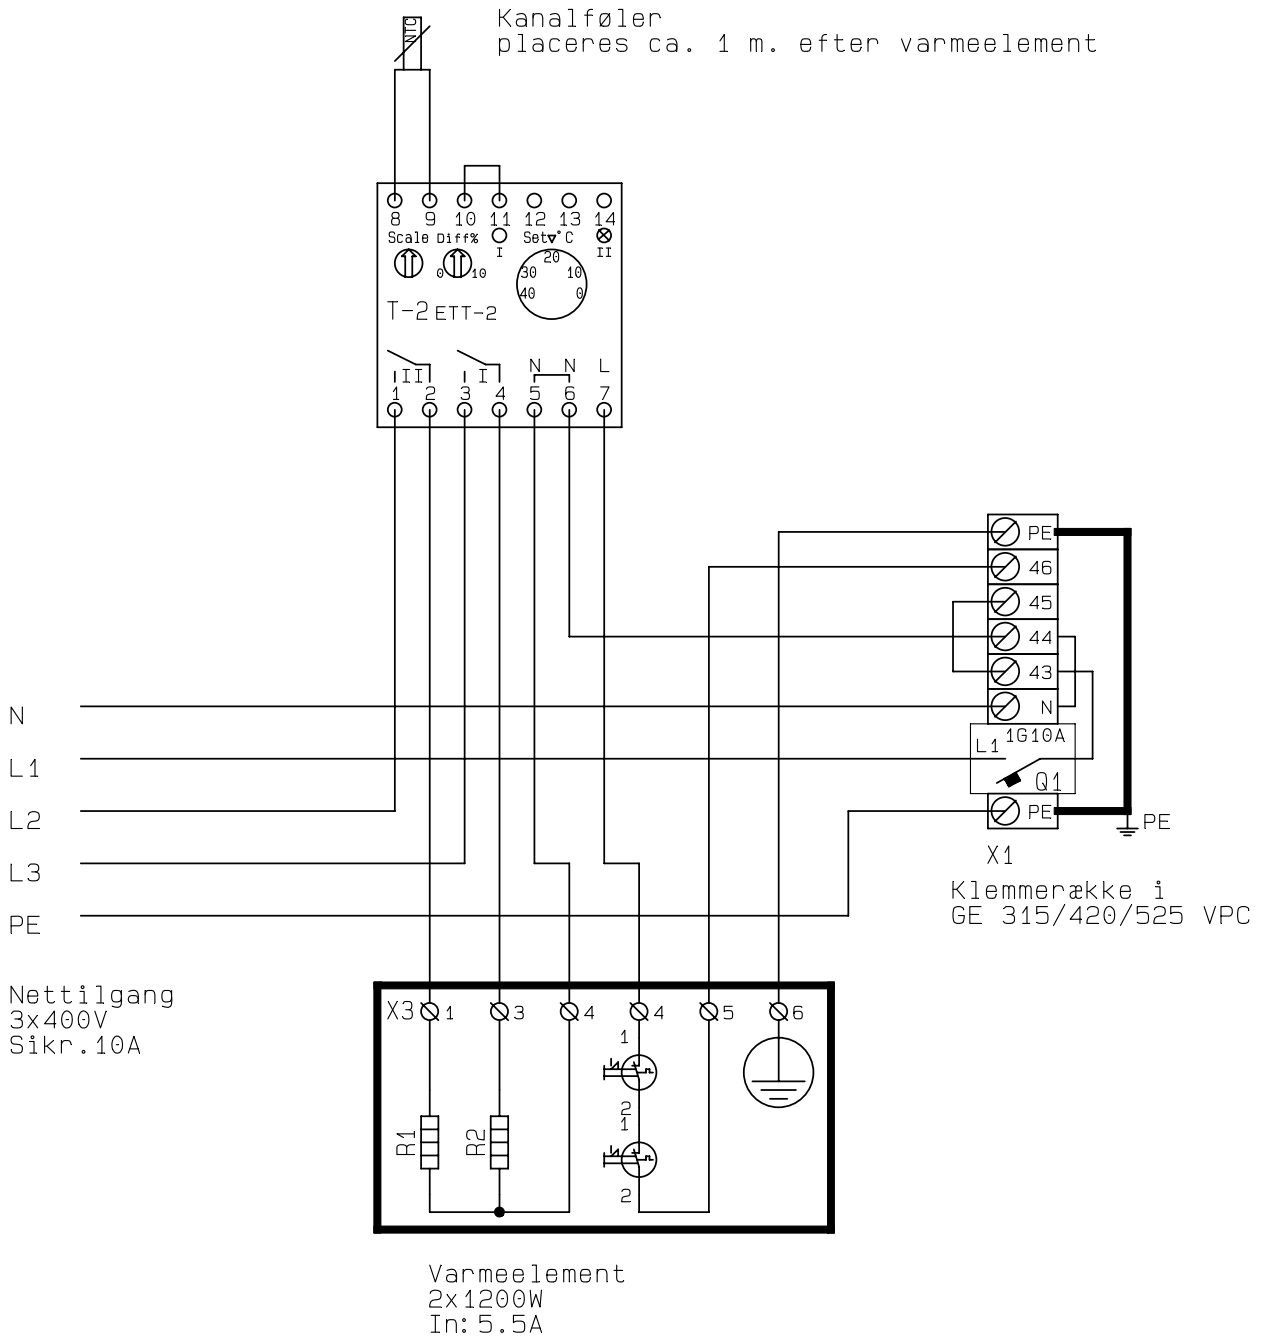 NTC
Kanalføler
placeres ca. 1 m. efter varmeelement
8 9 10 11 12 13 14
Scale Diff% Set °C
I II
0 10
20
30 10
40 0
T-2 ETT-2
II I N N L
1 2 3 4 5 6 7
PE
46
45
44
43
N
1G10A
L1
Q1
PE
PE
X1
Klemmerække i
GE 315/420/525 VPC
N
L1
L2
L3
PE
Nettilgang
3x400V
Sikr.10A
X3 1 3 4 4 5 6
1
2
1
2
R1 R2
Varmeelement
2x1200W
In:5.5A